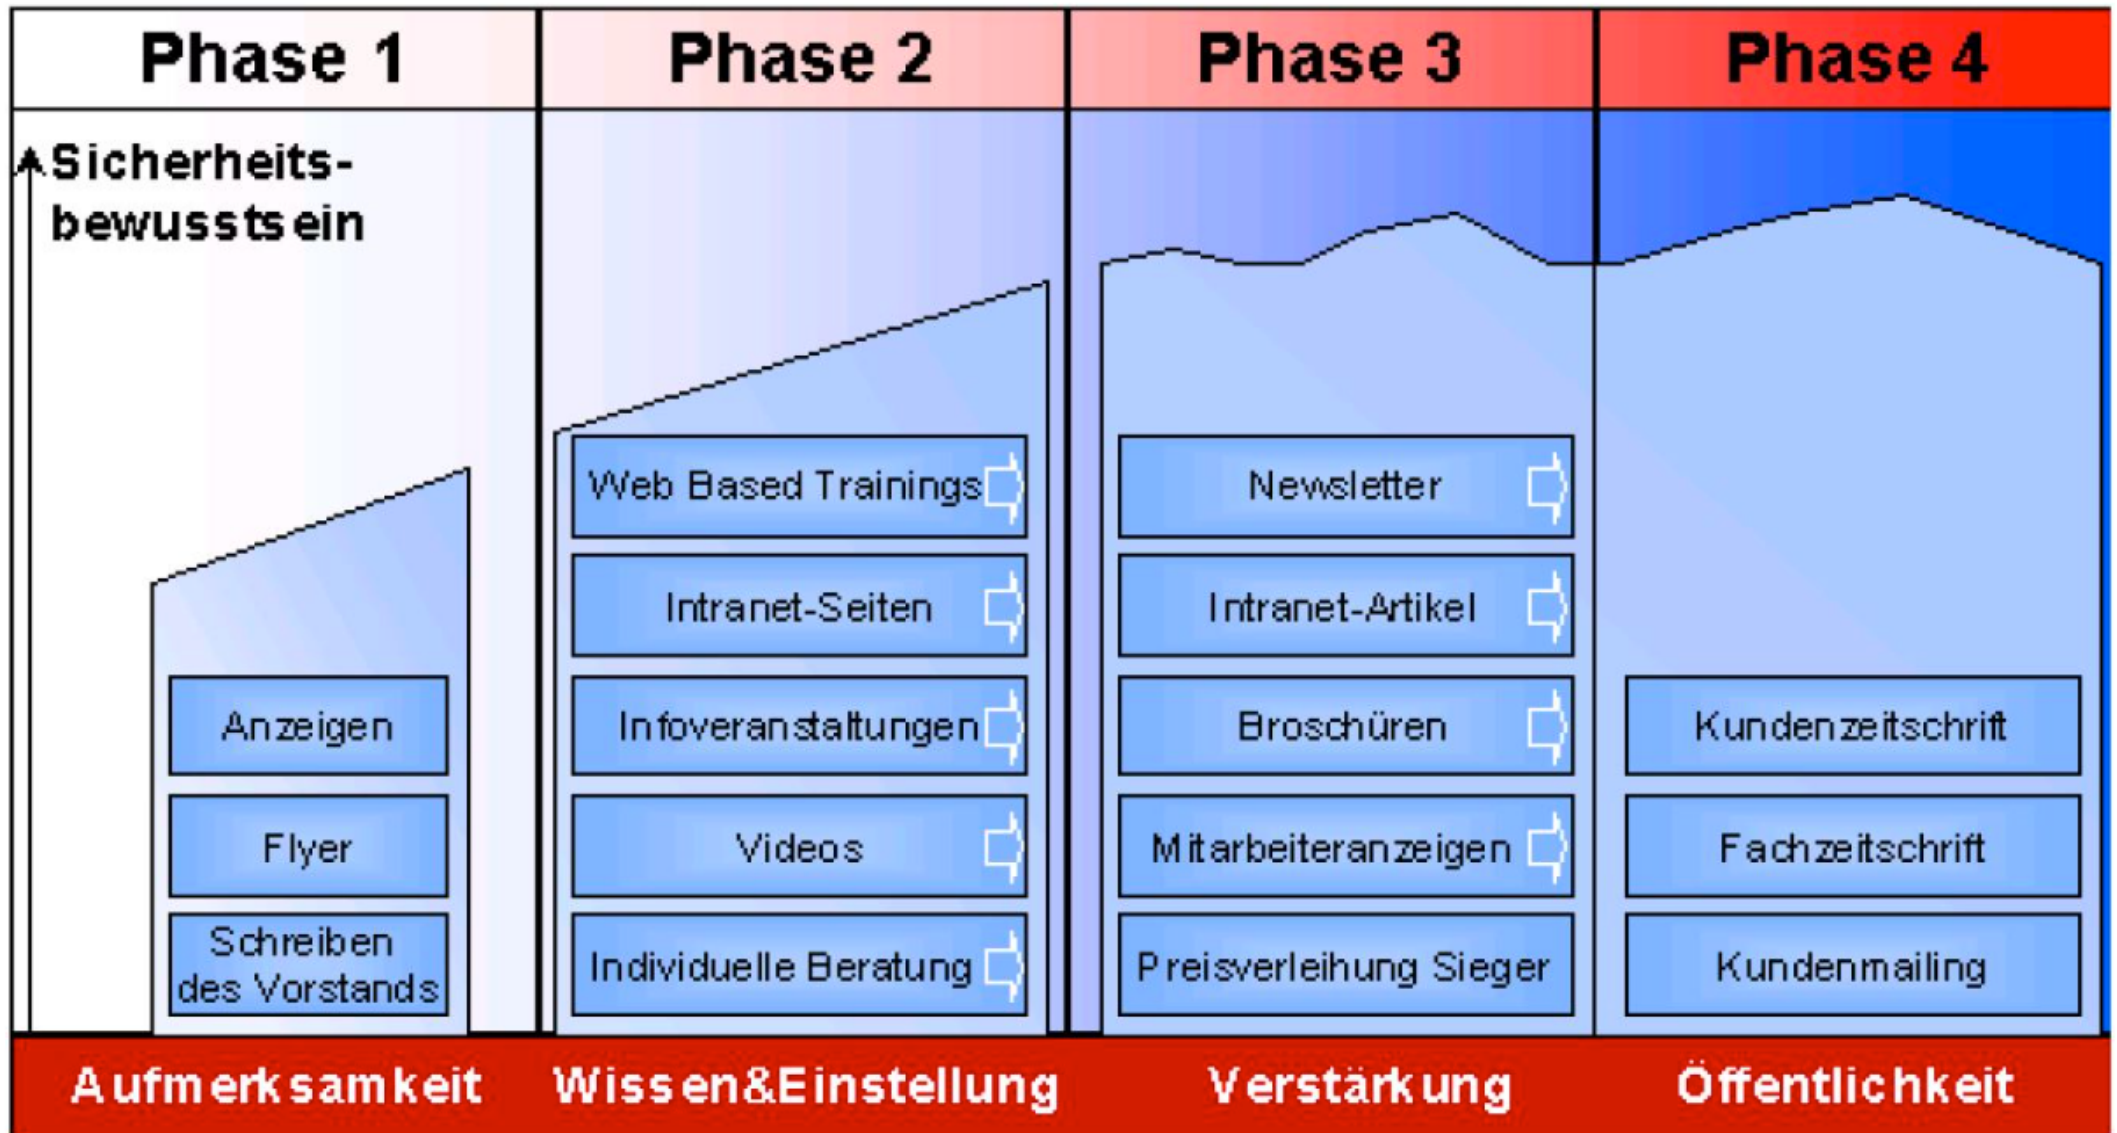 Phase 1
Phase 2
Phase 3
Phase 4
Sicherheits-
bewusstsein
Anzeigen
Flyer
Schreiben
des Vorstands
Web Based Trainings
Intranet-Seiten
Infoveranstaltungen
Videos
Individuelle Beratung
Newsletter
Intranet-Artikel
Broschüren
Mitarbeiteranzeigen
Preisverleihung Sieger
Kundenzeitschrift
Fachzeitschrift
Kundenmailing
Aufmerksamkeit
Wissen&Einstellung
Verstärkung
Öffentlichkeit